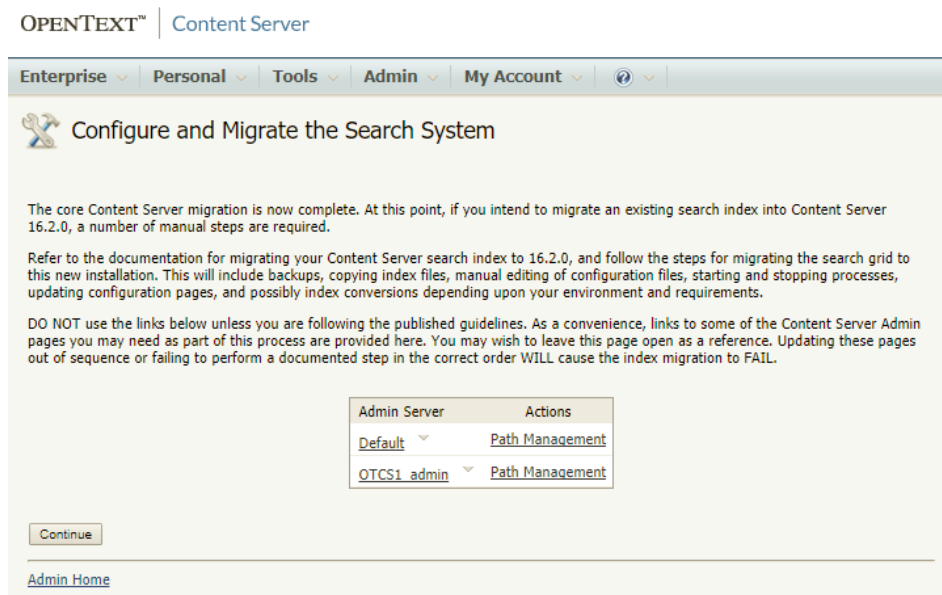 OPENTEXT™ | Content Server
Enterprise Personal Tools Admin My Account ?
Configure and Migrate the Search System
The core Content Server migration is now complete. At this point, if you intend to migrate an existing search index into Content Server
16.2.0, a number of manual steps are required.
Refer to the documentation for migrating your Content Server search index to 16.2.0, and follow the steps for migrating the search grid to
this new installation. This will include backups, copying index files, manual editing of configuration files, starting and stopping processes,
updating configuration pages, and possibly index conversions depending upon your environment and requirements.
DO NOT use the links below unless you are following the published guidelines. As a convenience, links to some of the Content Server Admin
pages you may need as part of this process are provided here. You may wish to leave this page open as a reference. Updating these pages
out of sequence or failing to perform a documented step in the correct order WILL cause the index migration to FAIL.
Admin Server Actions
Default Path Management
OTCS1_admin Path Management
Continue
Admin Home